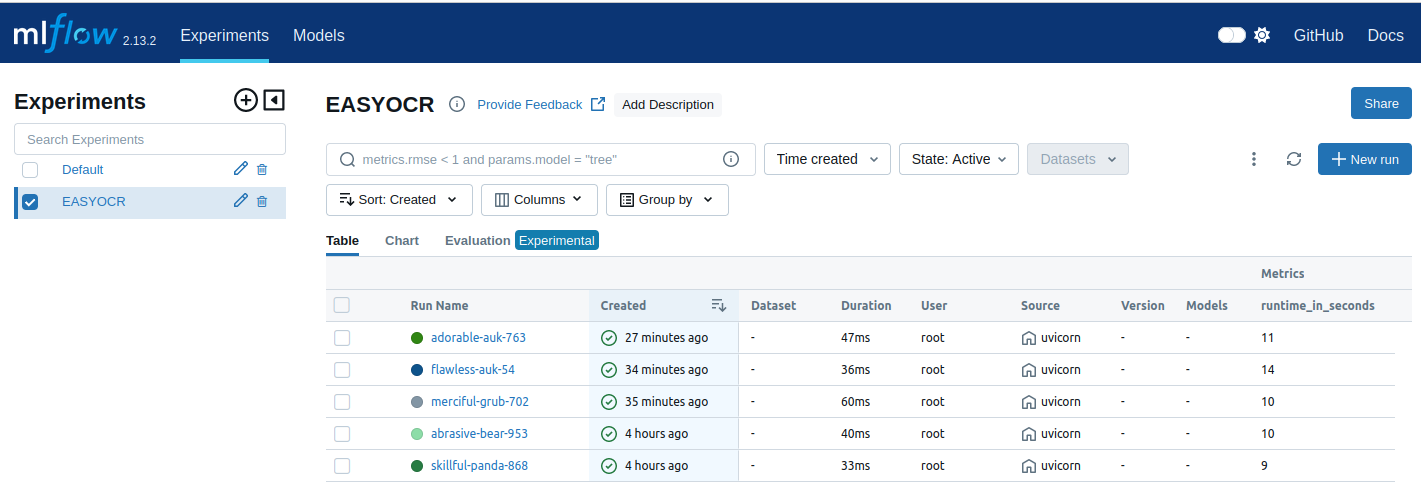 mlflow 2.13.2 Experiments Models GitHub Docs
Experiments
Search Experiments
Default
EASYOCR
EASYOCR Provide Feedback Add Description Share
metrics.rmse < 1 and params.model = "tree" Time created State: Active Datasets New run
Sort: Created Columns Group by
Table Chart Evaluation Experimental
Metrics
Run Name Created Dataset Duration User Source Version Models runtime_in_seconds
adorable-auk-763 27 minutes ago - 47ms root uvicorn - - 11
flawless-auk-54 34 minutes ago - 36ms root uvicorn - - 14
merciful-grub-702 35 minutes ago - 60ms root uvicorn - - 10
abrasive-bear-953 4 hours ago - 40ms root uvicorn - - 10
skillful-panda-868 4 hours ago - 33ms root uvicorn - - 9